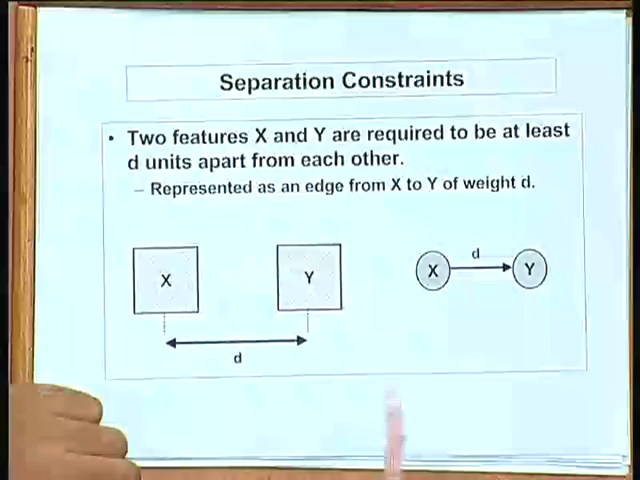 Separation Constraints
• Two features X and Y are required to be at least
d units apart from each other.
– Represented as an edge from X to Y of weight d.
X
Y
d
X
d
Y